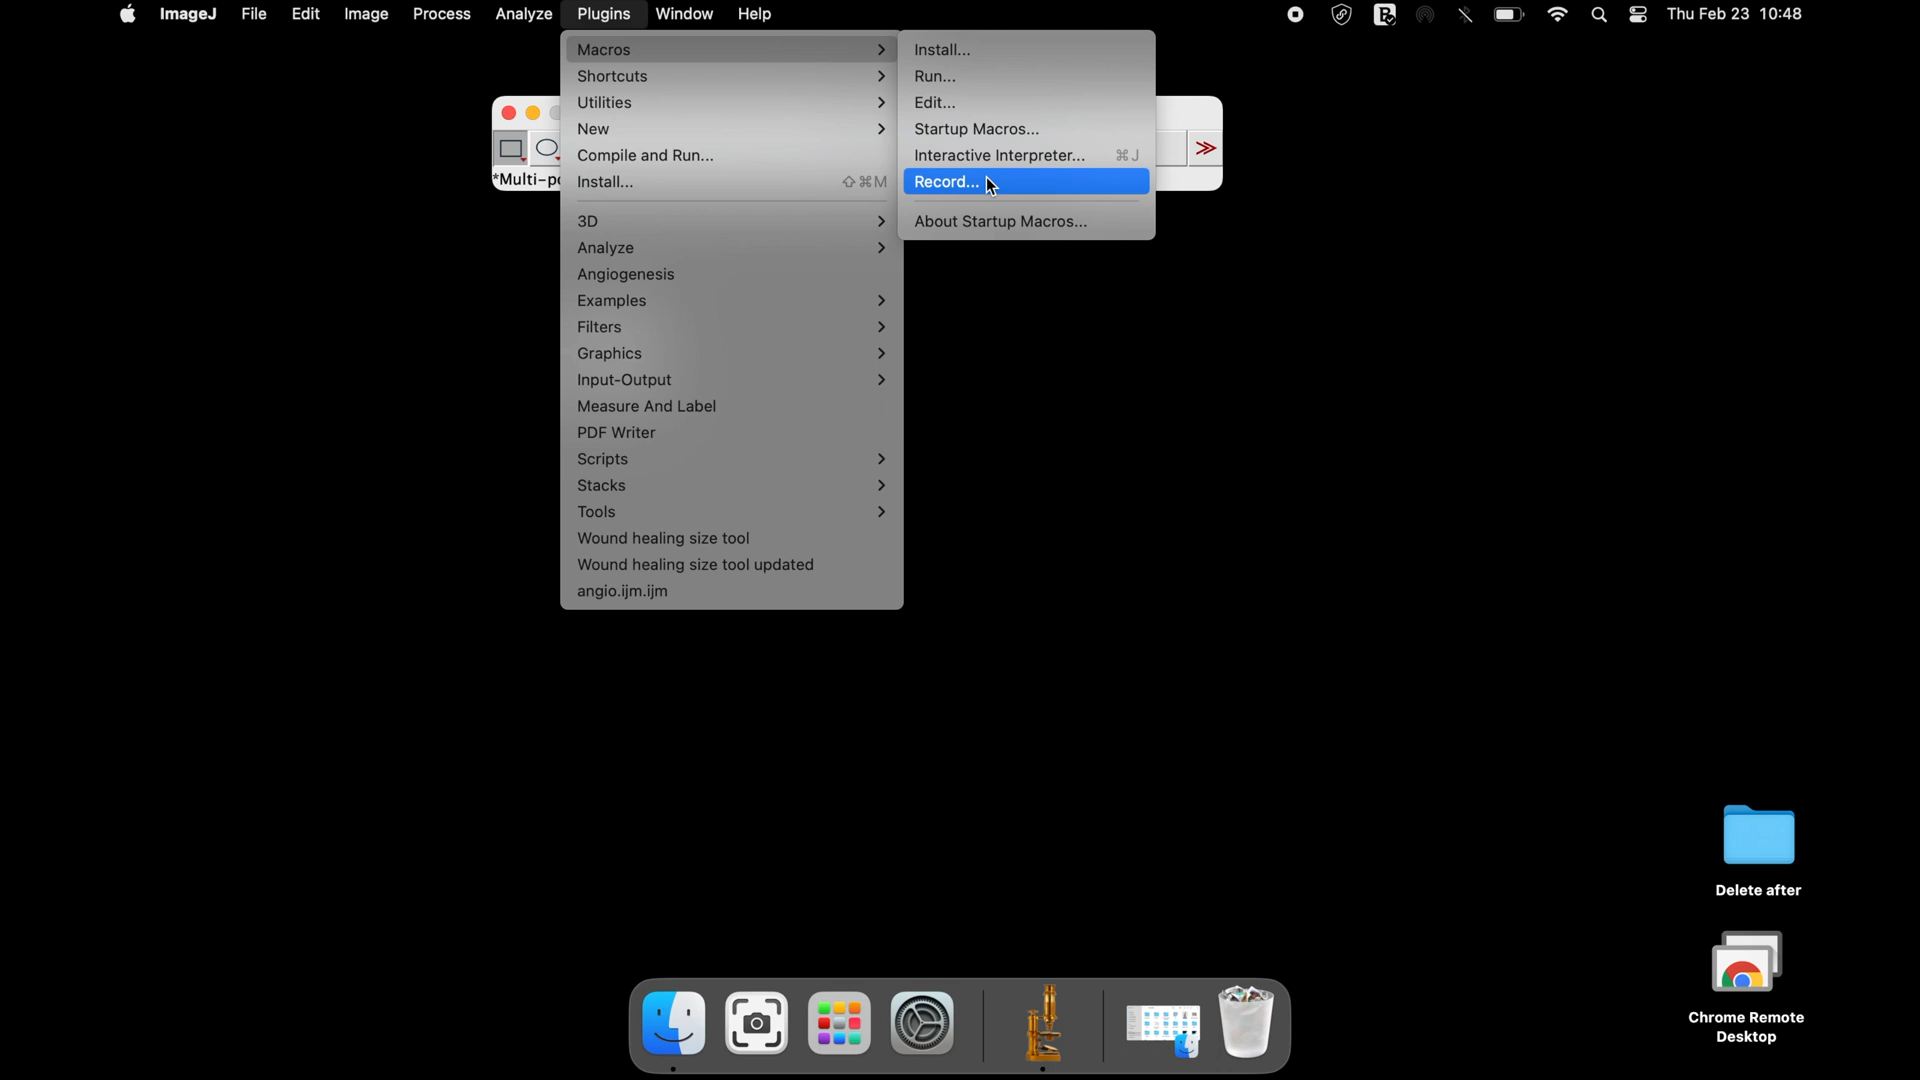 ImageJ File Edit Image Process Analyze Plugins Window Help Thu Feb 23 10:48
Macros
Shortcuts
Utilities
New
Compile and Run...
Install... ⇧⌘M
3D
Analyze
Angiogenesis
Examples
Filters
Graphics
Input-Output
Measure And Label
PDF Writer
Scripts
Stacks
Tools
Wound healing size tool
Wound healing size tool updated
angio.ijm.ijm
Install...
Run...
Edit...
Startup Macros...
Interactive Interpreter... ⌘J
Record...
About Startup Macros...
*Multi-po
Delete after
Chrome Remote
Desktop